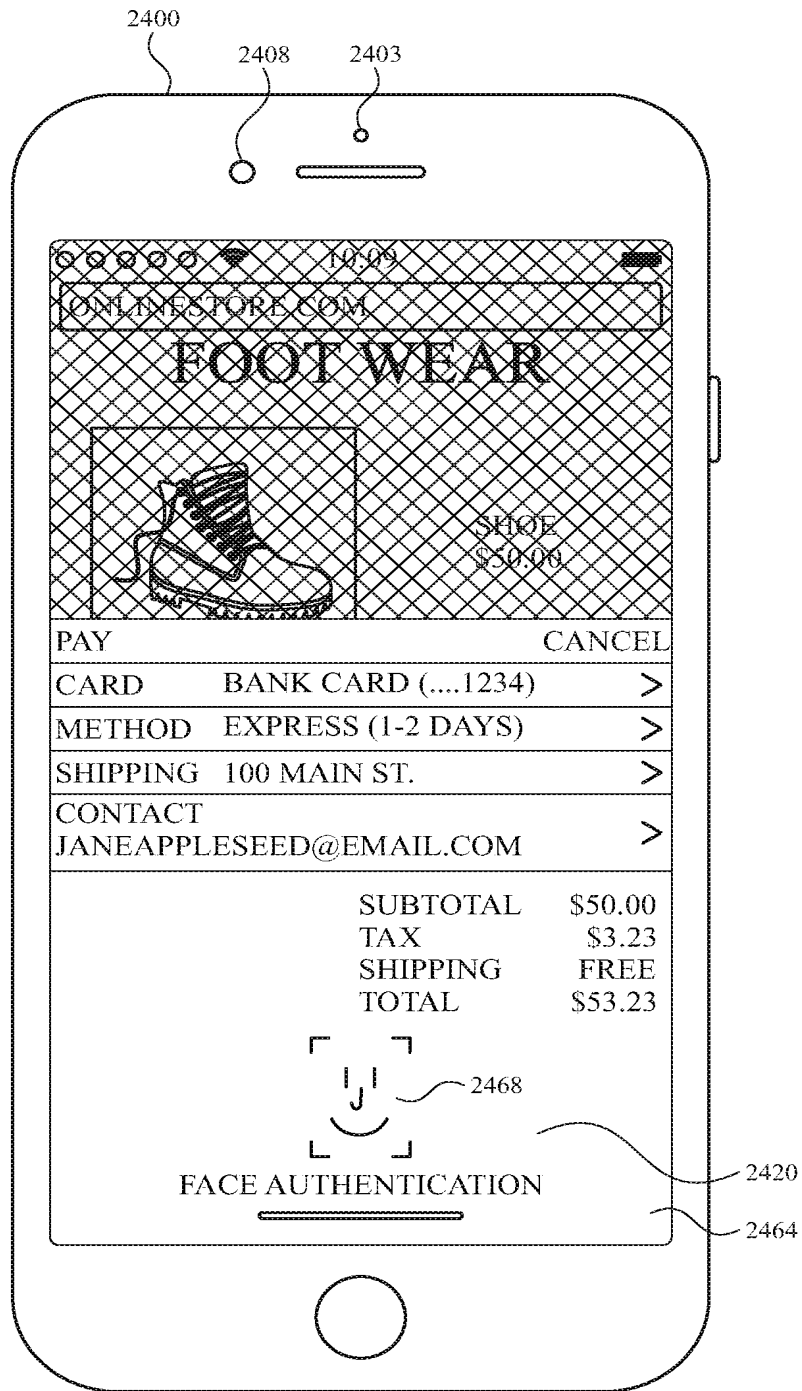 2400
2408 2403
10:09
ONLINESTORE.COM
FOOT WEAR
SHOE
$50.00
PAY CANCEL
CARD BANK CARD (....1234) >
METHOD EXPRESS (1-2 DAYS) >
SHIPPING 100 MAIN ST. >
CONTACT
JANEAPPLESEED@EMAIL.COM >
SUBTOTAL $50.00
TAX $3.23
SHIPPING FREE
TOTAL $53.23
2468
2420
FACE AUTHENTICATION
2464